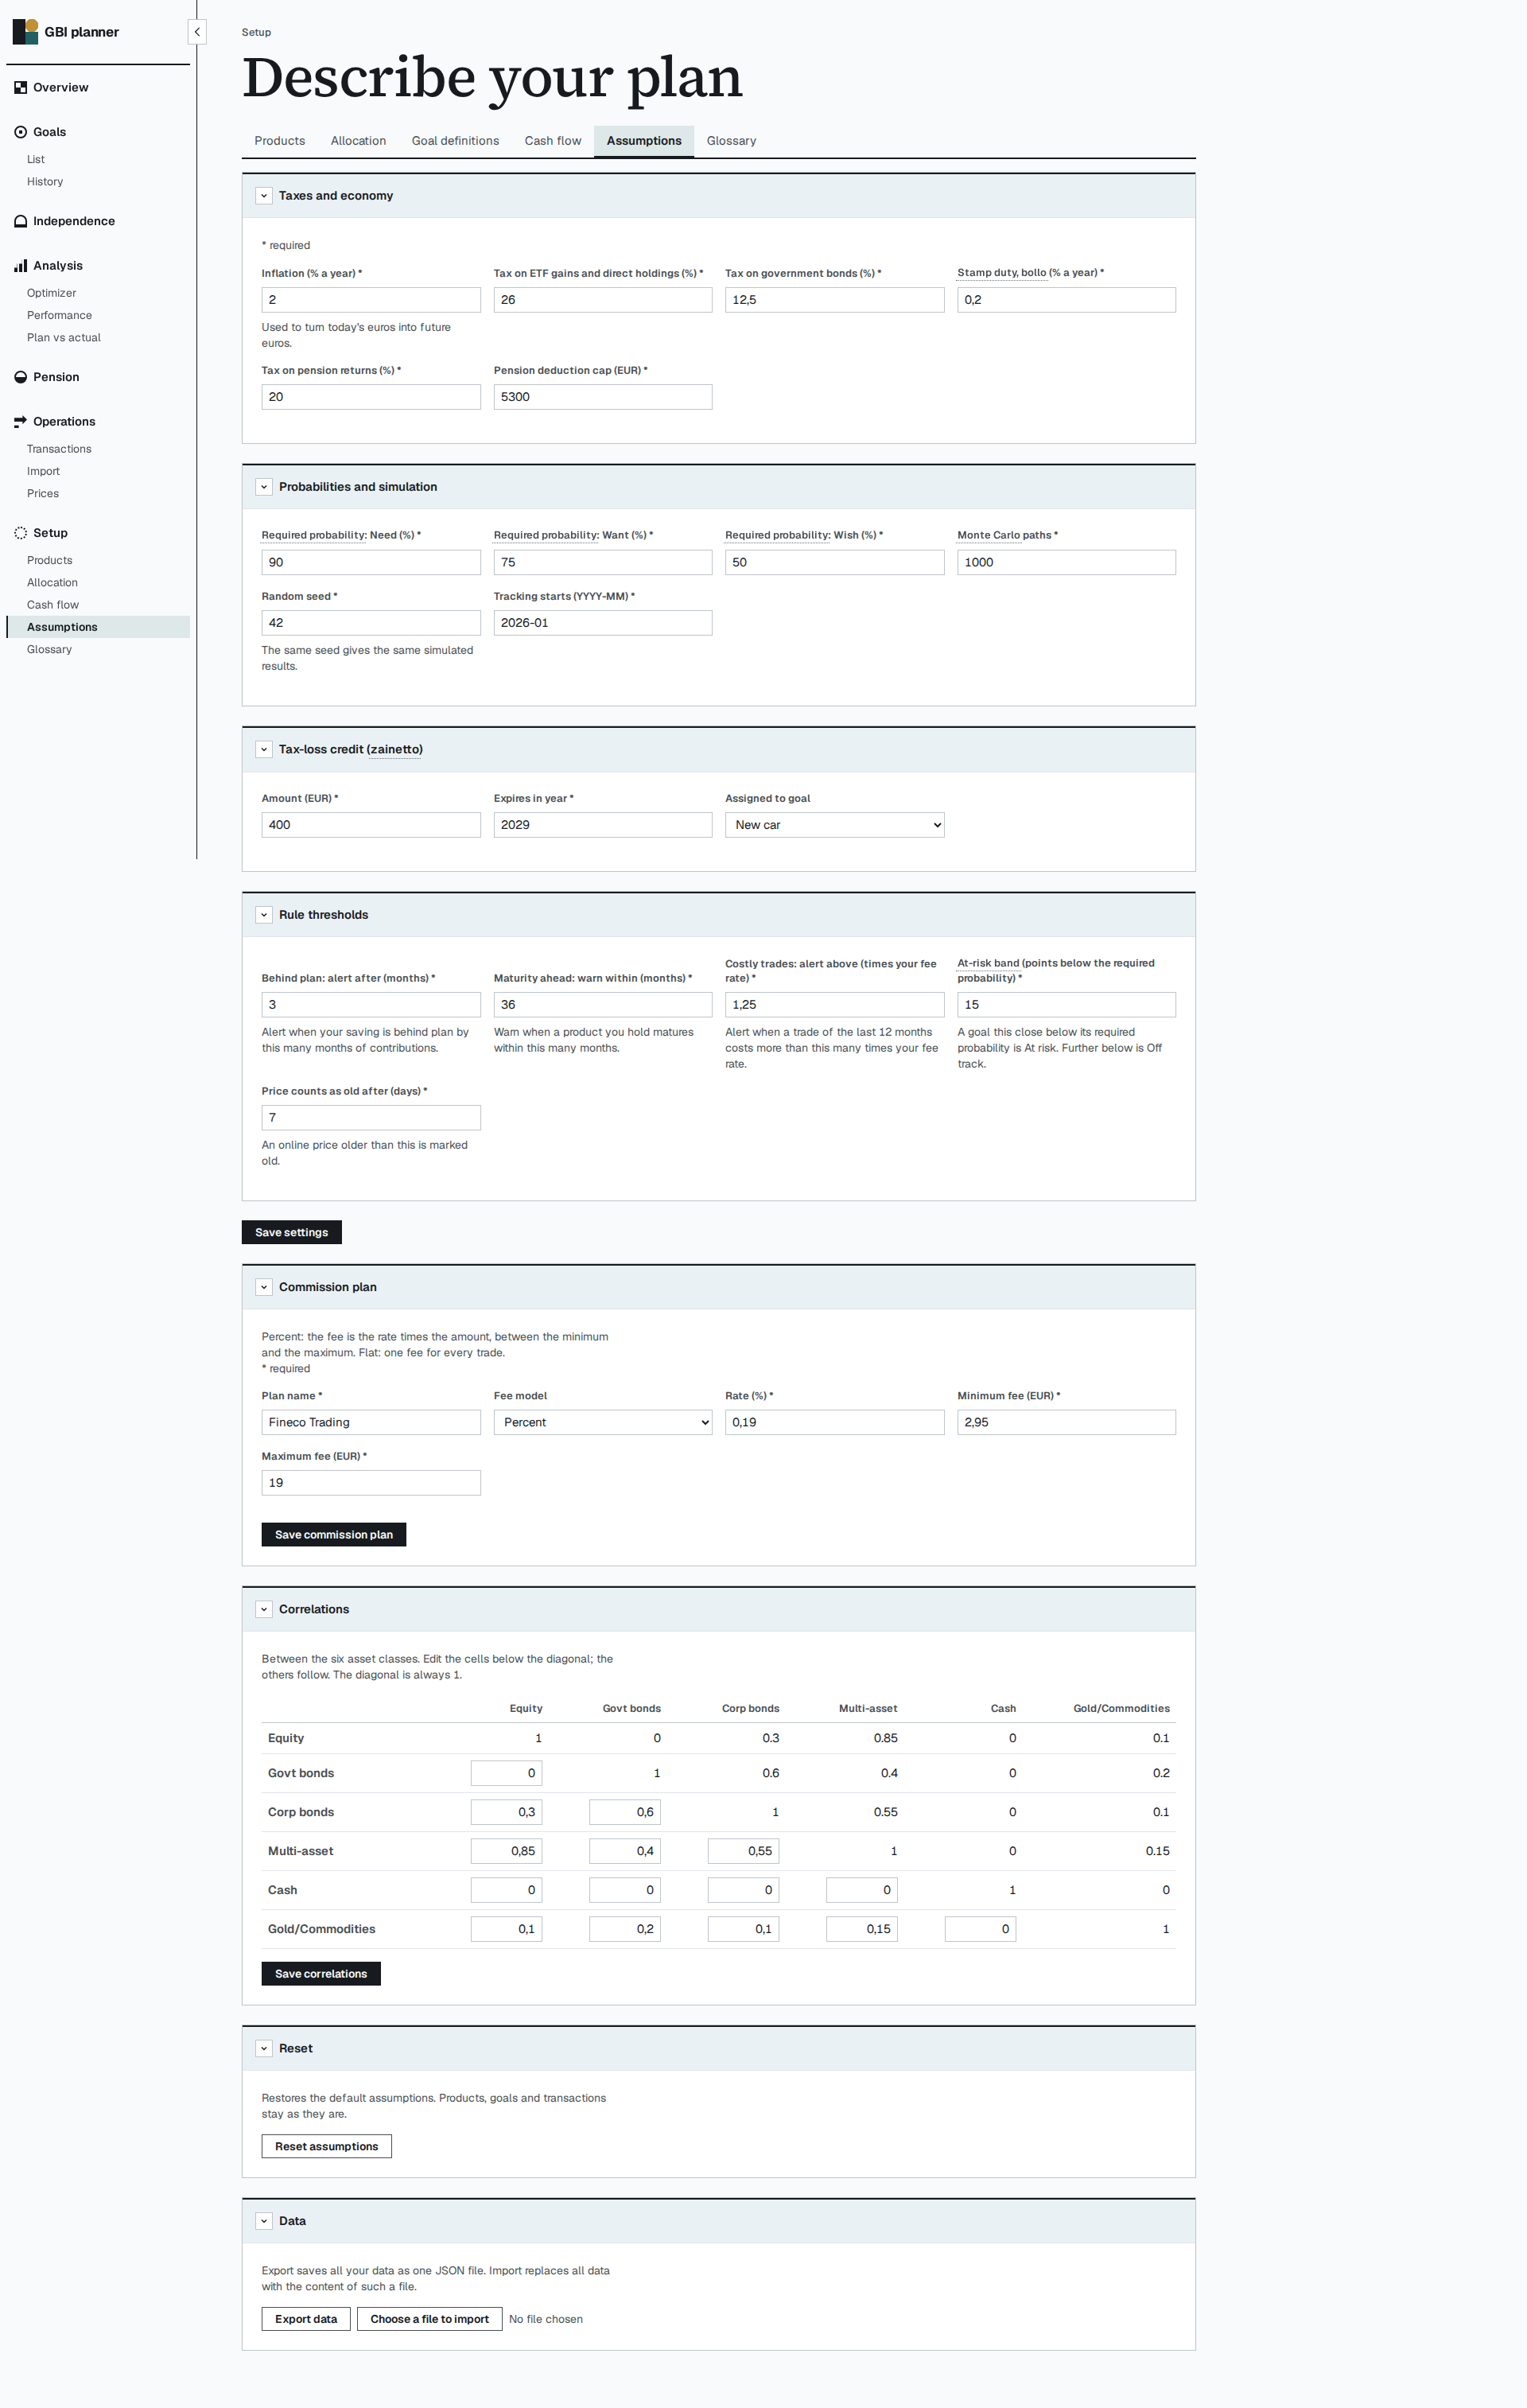 GBI planner
Overview
Goals
List
History
Independence
Analysis
Optimizer
Performance
Plan vs actual
Pension
Operations
Transactions
Import
Prices
Setup
Products
Allocation
Cash flow
Assumptions
Glossary
Setup
Describe your plan
Products Allocation Goal definitions Cash flow Assumptions Glossary
Taxes and economy
* required
Inflation (% a year) * Tax on ETF gains and direct holdings (%) * Tax on government bonds (%) * Stamp duty, bollo (% a year) *
2 26 12,5 0,2
Used to turn today's euros into future
euros.
Tax on pension returns (%) * Pension deduction cap (EUR) *
20 5300
Probabilities and simulation
Required probability: Need (%) * Required probability: Want (%) * Required probability: Wish (%) * Monte Carlo paths *
90 75 50 1000
Random seed * Tracking starts (YYYY-MM) *
42 2026-01
The same seed gives the same simulated
results.
Tax-loss credit (zainetto)
Amount (EUR) * Expires in year * Assigned to goal
400 2029 New car
Rule thresholds
Behind plan: alert after (months) * Maturity ahead: warn within (months) * Costly trades: alert above (times your fee
rate) * At-risk band (points below the required
probability) *
3 36 1,25 15
Alert when your saving is behind plan by
this many months of contributions.
Warn when a product you hold matures
within this many months.
Alert when a trade of the last 12 months
costs more than this many times your fee
rate.
A goal this close below its required
probability is At risk. Further below is Off
track.
Price counts as old after (days) *
7
An online price older than this is marked
old.
Save settings
Commission plan
Percent: the fee is the rate times the amount, between the minimum
and the maximum. Flat: one fee for every trade.
* required
Plan name * Fee model Rate (%) * Minimum fee (EUR) *
Fineco Trading Percent 0,19 2,95
Maximum fee (EUR) *
19
Save commission plan
Correlations
Between the six asset classes. Edit the cells below the diagonal; the
others follow. The diagonal is always 1.
Equity Govt bonds Corp bonds Multi-asset Cash Gold/Commodities
Equity 1 0 0.3 0.85 0 0.1
Govt bonds 0 1 0.6 0.4 0 0.2
Corp bonds 0,3 0,6 1 0.55 0 0.1
Multi-asset 0,85 0,4 0,55 1 0 0.15
Cash 0 0 0 0 1 0
Gold/Commodities 0,1 0,2 0,1 0,15 0 1
Save correlations
Reset
Restores the default assumptions. Products, goals and transactions
stay as they are.
Reset assumptions
Data
Export saves all your data as one JSON file. Import replaces all data
with the content of such a file.
Export data Choose a file to import No file chosen